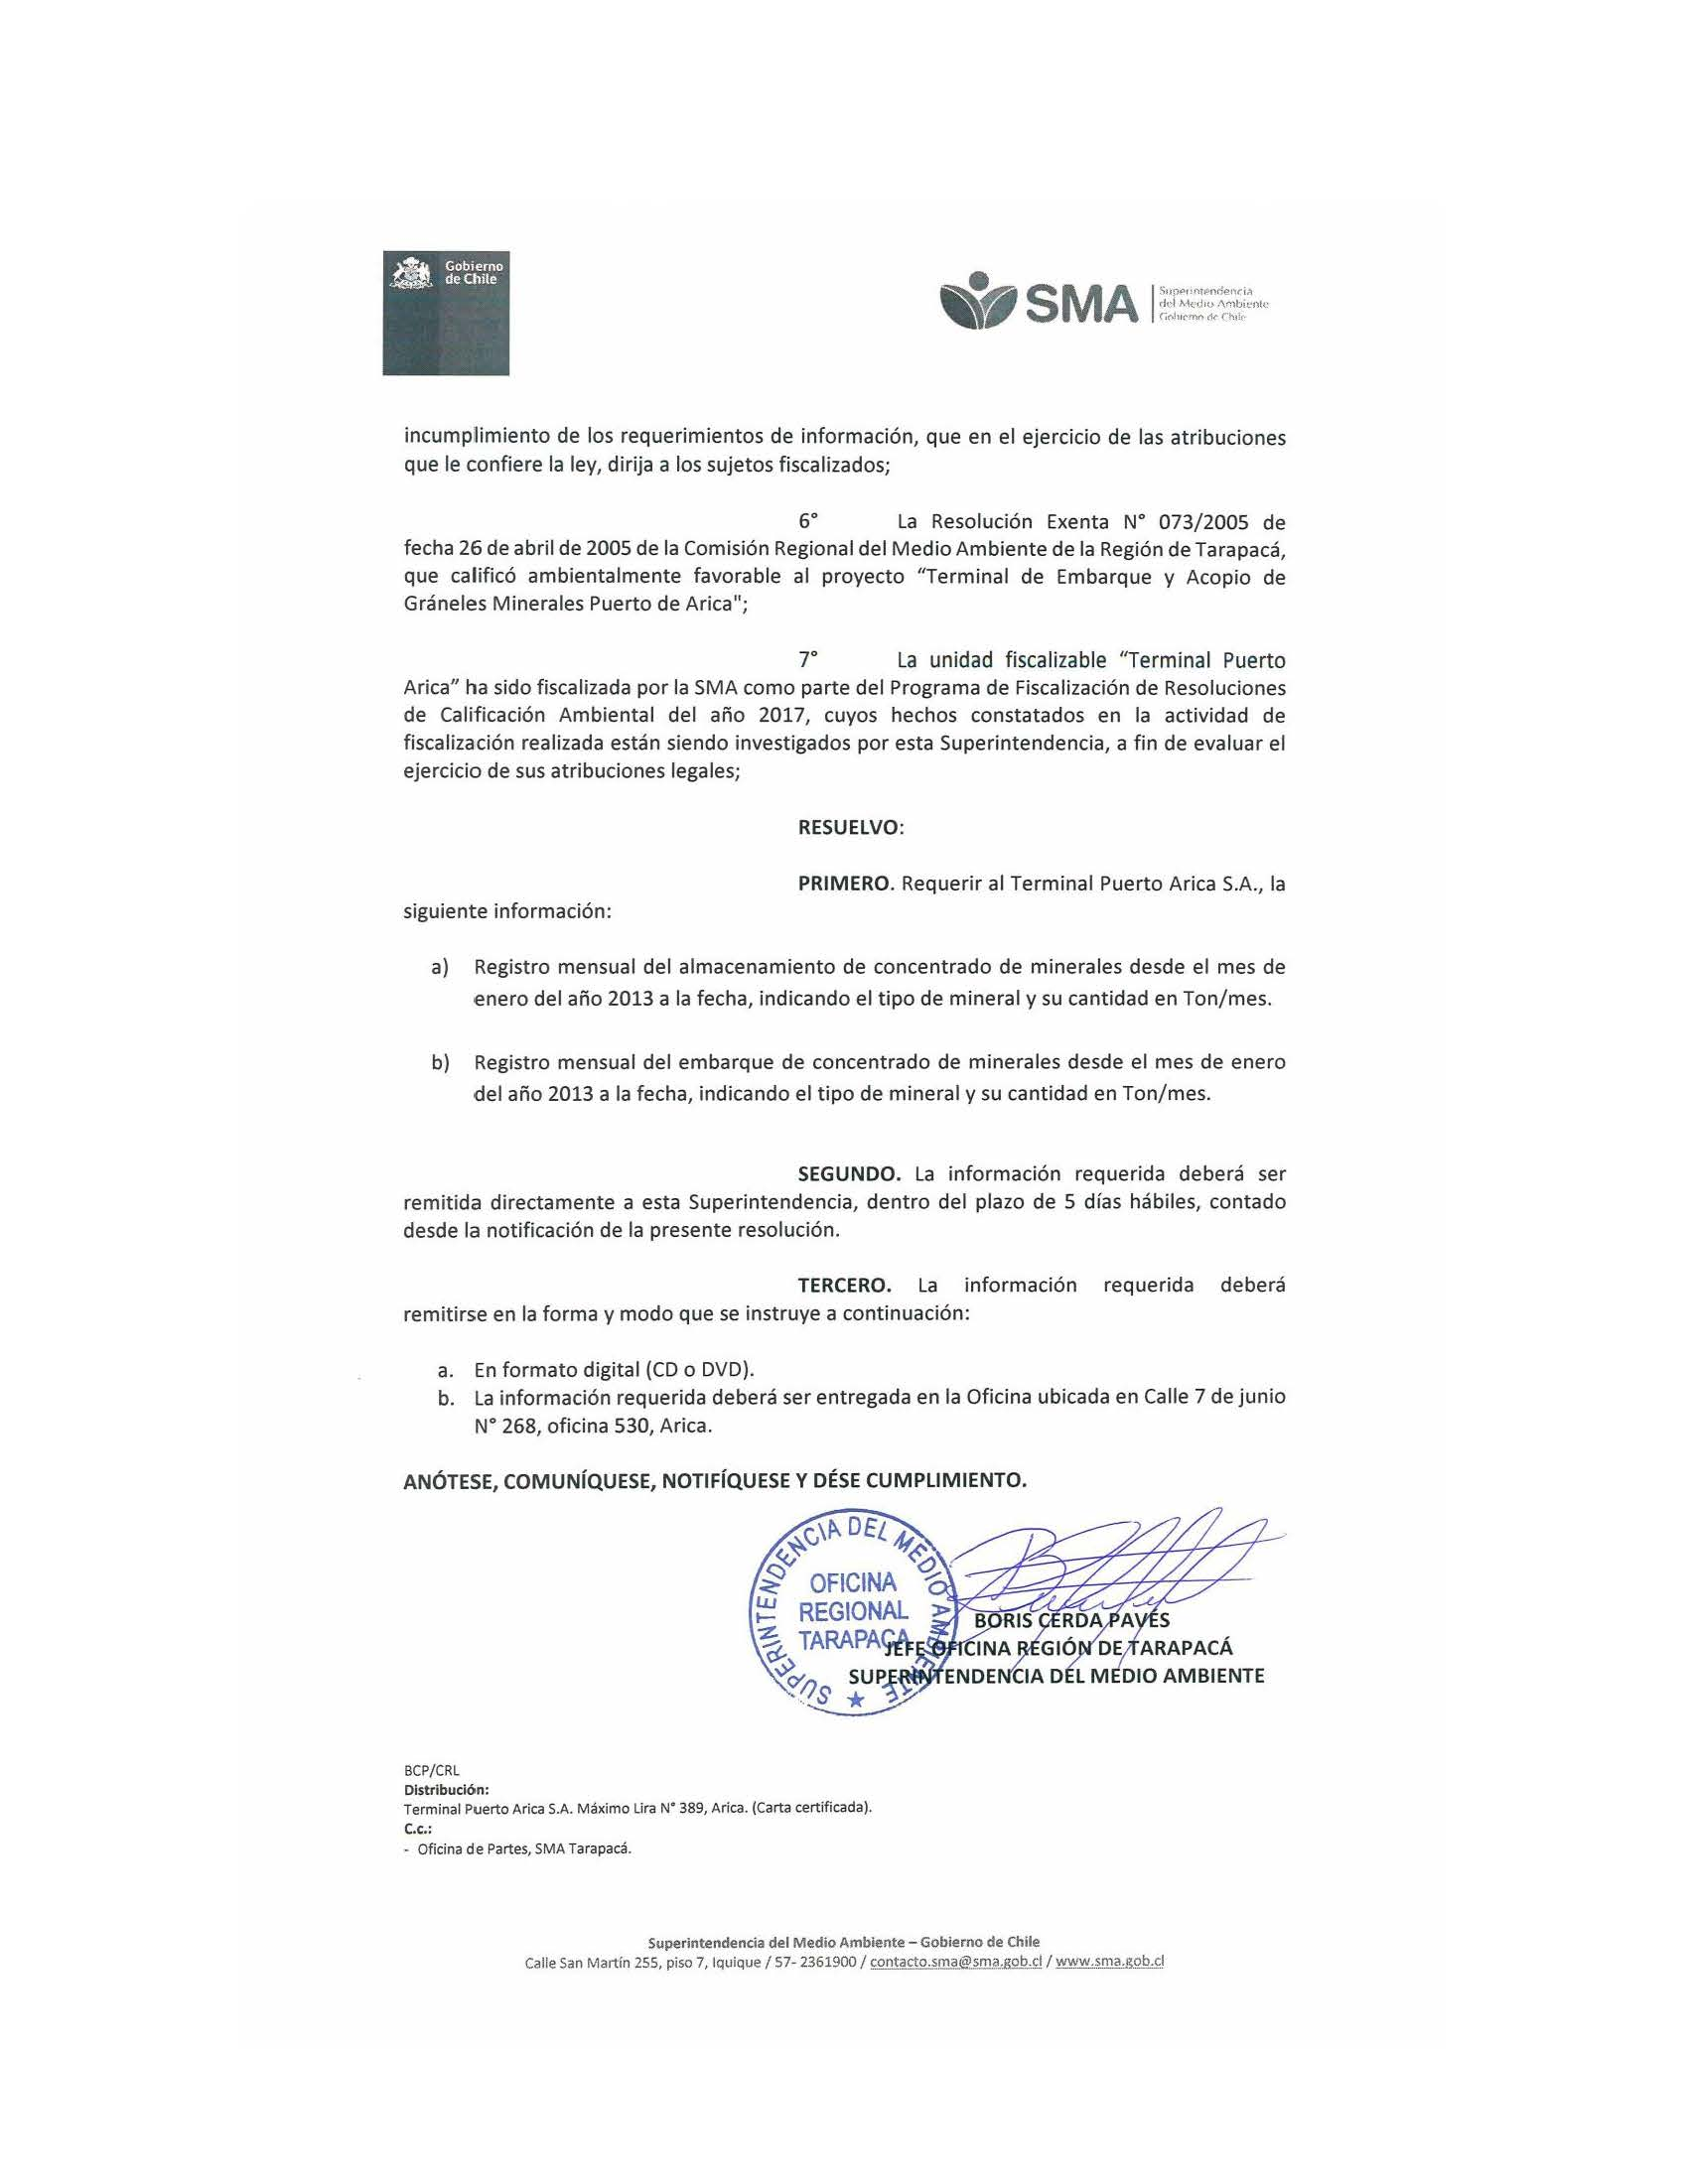 Gobierno
de Chile
SMA
Superintendencia
del Medio Ambiente
Gobierno de Chile
incumplimiento de los requerimientos de información, que en el ejercicio de las atribuciones
que le confiere la ley, dirija a los sujetos fiscalizados;
6° La Resolución Exenta N° 073/2005 de
fecha 26 de abril de 2005 de la Comisión Regional del Medio Ambiente de la Región de Tarapacá,
que calificó ambientalmente favorable al proyecto “Terminal de Embarque y Acopio de
Gráneles Minerales Puerto de Arica";
7° La unidad fiscalizable “Terminal Puerto
Arica” ha sido fiscalizada por la SMA como parte del Programa de Fiscalización de Resoluciones
de Calificación Ambiental del año 2017, cuyos hechos constatados en la actividad de
fiscalización realizada están siendo investigados por esta Superintendencia, a fin de evaluar el
ejercicio de sus atribuciones legales;
RESUELVO:
PRIMERO. Requerir al Terminal Puerto Arica S.A., la
siguiente información:
a) Registro mensual del almacenamiento de concentrado de minerales desde el mes de
enero del año 2013 a la fecha, indicando el tipo de mineral y su cantidad en Ton/mes.
b) Registro mensual del embarque de concentrado de minerales desde el mes de enero
del año 2013 a la fecha, indicando el tipo de mineral y su cantidad en Ton/mes.
SEGUNDO. La información requerida deberá ser
remitida directamente a esta Superintendencia, dentro del plazo de 5 días hábiles, contado
desde la notificación de la presente resolución.
TERCERO. La información requerida deberá
remitirse en la forma y modo que se instruye a continuación:
a. En formato digital (CD o DVD).
b. La información requerida deberá ser entregada en la Oficina ubicada en Calle 7 de junio
N° 268, oficina 530, Arica.
ANÓTESE, COMUNÍQUESE, NOTIFÍQUESE Y DÉSE CUMPLIMIENTO.
SUPERINTENDENCIA DEL MEDIO AMBIENTE
OFICINA
REGIONAL
TARAPACA
BORIS CERDA PAVÉS
JEFE OFICINA REGIÓN DE TARAPACÁ
SUPERINTENDENCIA DEL MEDIO AMBIENTE
BCP/CRL
Distribución:
Terminal Puerto Arica S.A. Máximo Lira N° 389, Arica. (Carta certificada).
C.c.:
- Oficina de Partes, SMA Tarapacá.
Superintendencia del Medio Ambiente – Gobierno de Chile
Calle San Martín 255, piso 7, Iquique / 57- 2361900 / contacto.sma@sma.gob.cl / www.sma.gob.cl